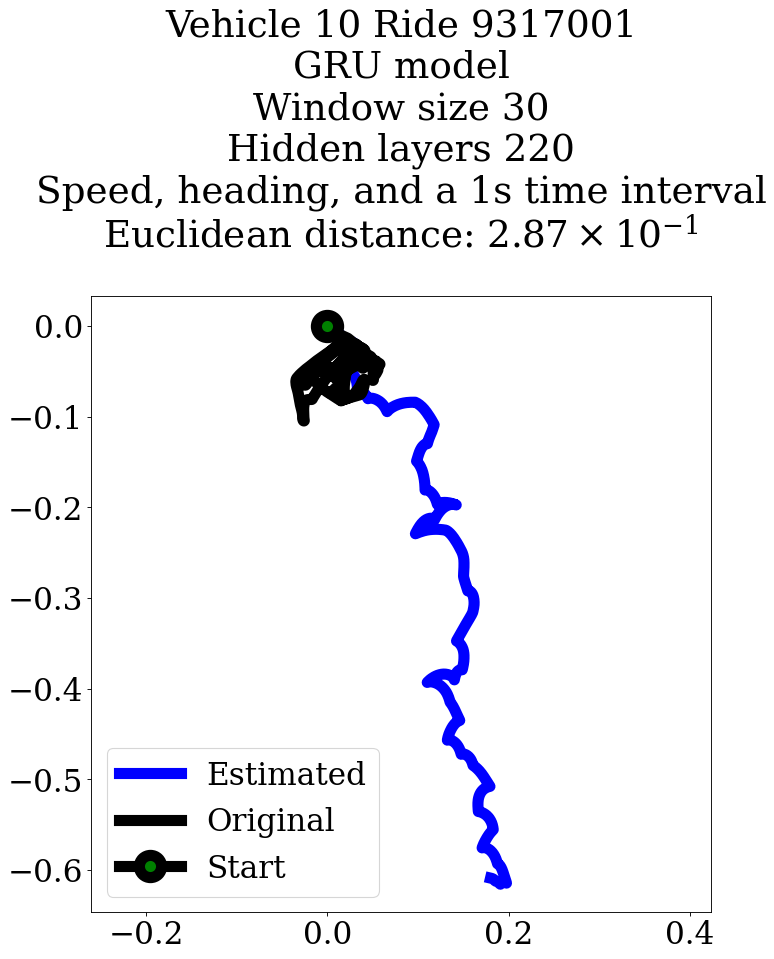 Vehicle 10 Ride 9317001
GRU model
Window size 30
Hidden layers 220
Speed, heading, and a 1s time interval
Euclidean distance: 2.87 × 10⁻¹
0.0
−0.1
−0.2
−0.3
−0.4
−0.5
−0.6
Estimated
Original
Start
−0.2
0.0
0.2
0.4